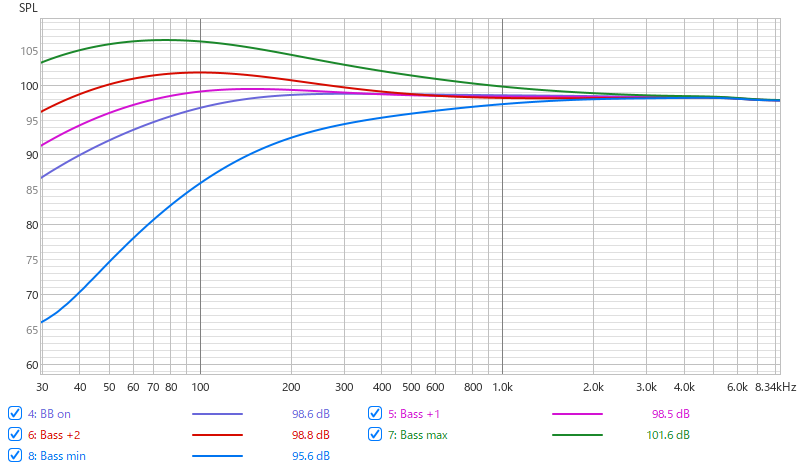 SPL
105
100
95
90
85
80
75
70
65
60
30 40 50 60 70 80 100 200 300 400 500 600 800 1.0k 2.0k 3.0k 4.0k 6.0k 8.34kHz
4: BB on 98.6 dB 5: Bass +1 98.5 dB
6: Bass +2 98.8 dB 7: Bass max 101.6 dB
8: Bass min 95.6 dB